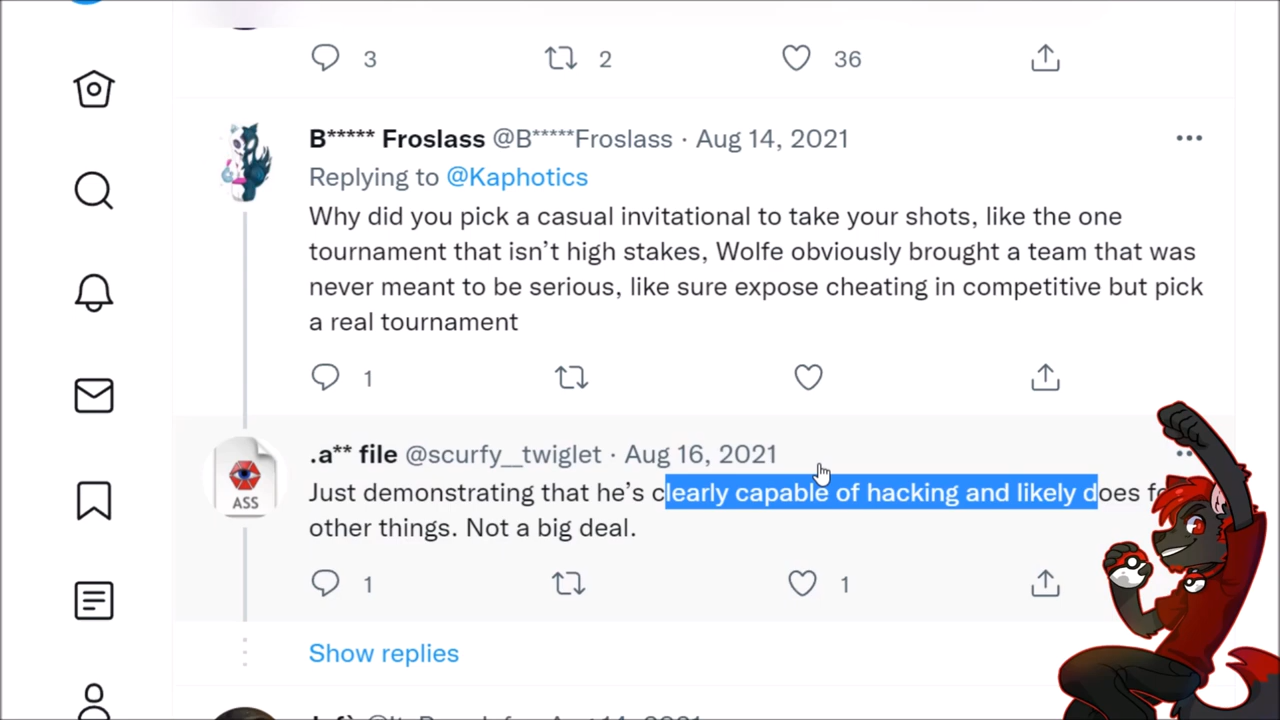 3 2 36
B***** Froslass @B*****Froslass · Aug 14, 2021
Replying to @Kaphotics
Why did you pick a casual invitational to take your shots, like the one
tournament that isn’t high stakes, Wolfe obviously brought a team that was
never meant to be serious, like sure expose cheating in competitive but pick
a real tournament
1
.a** file @scurfy__twiglet · Aug 16, 2021
ASS
Just demonstrating that he’s clearly capable of hacking and likely does
other things. Not a big deal.
1 1
Show replies